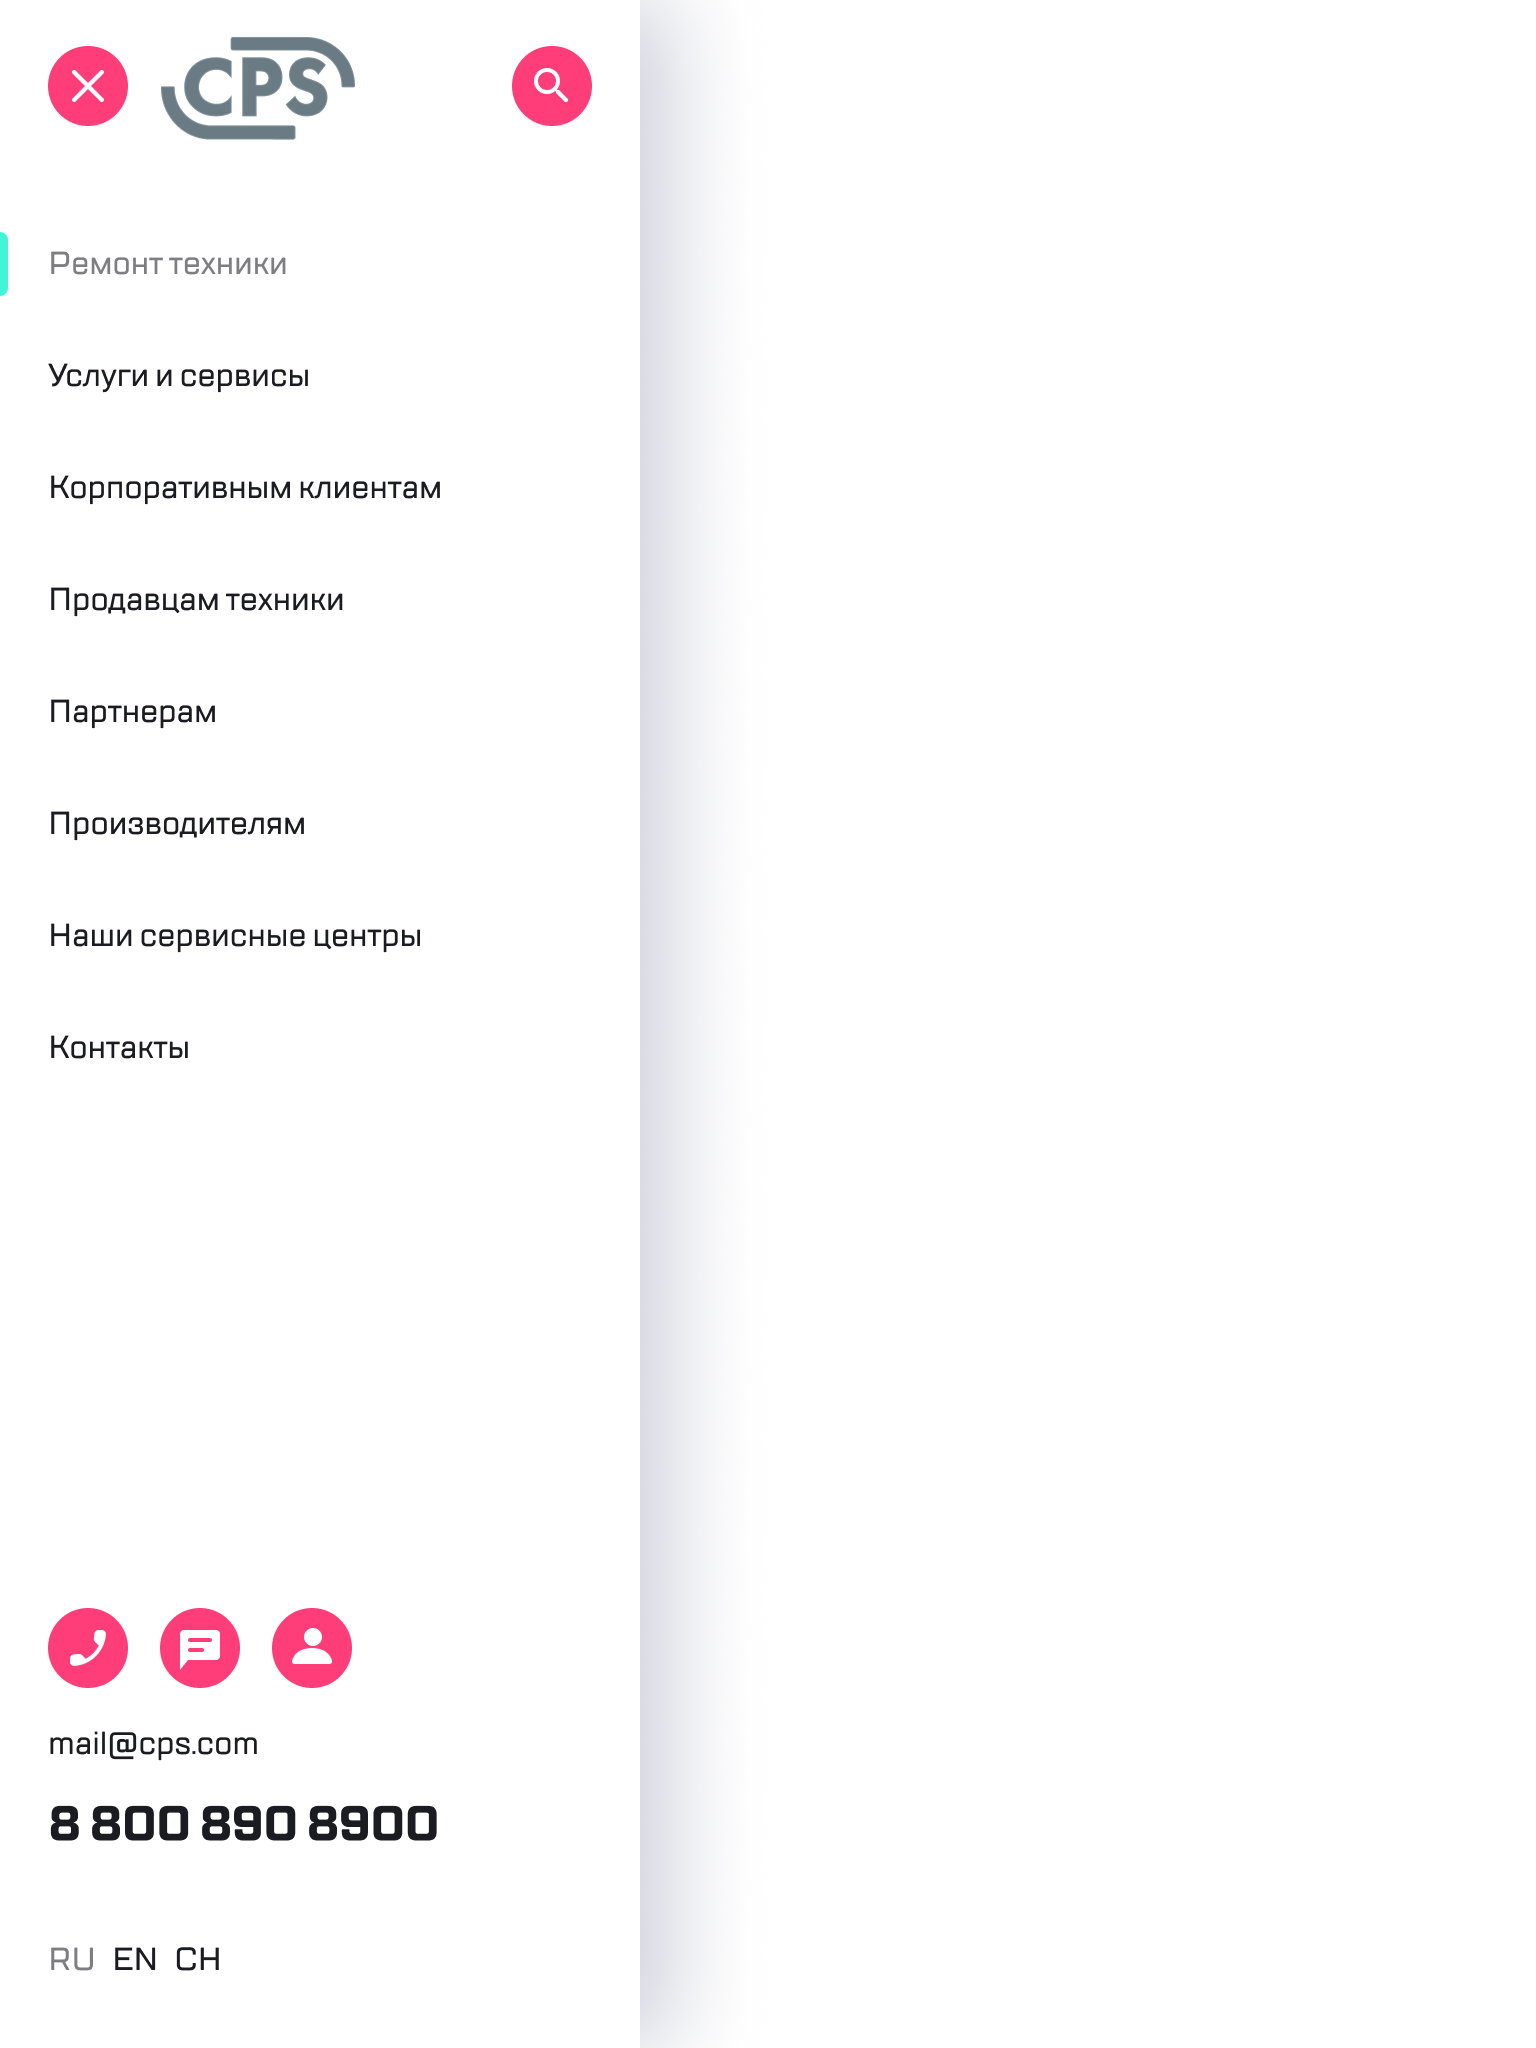 CPS
Ремонт техники
Услуги и сервисы
Корпоративным клиентам
Продавцам техники
Партнерам
Производителям
Наши сервисные центры
Контакты
mail@cps.com
8 800 890 8900
RU EN CH